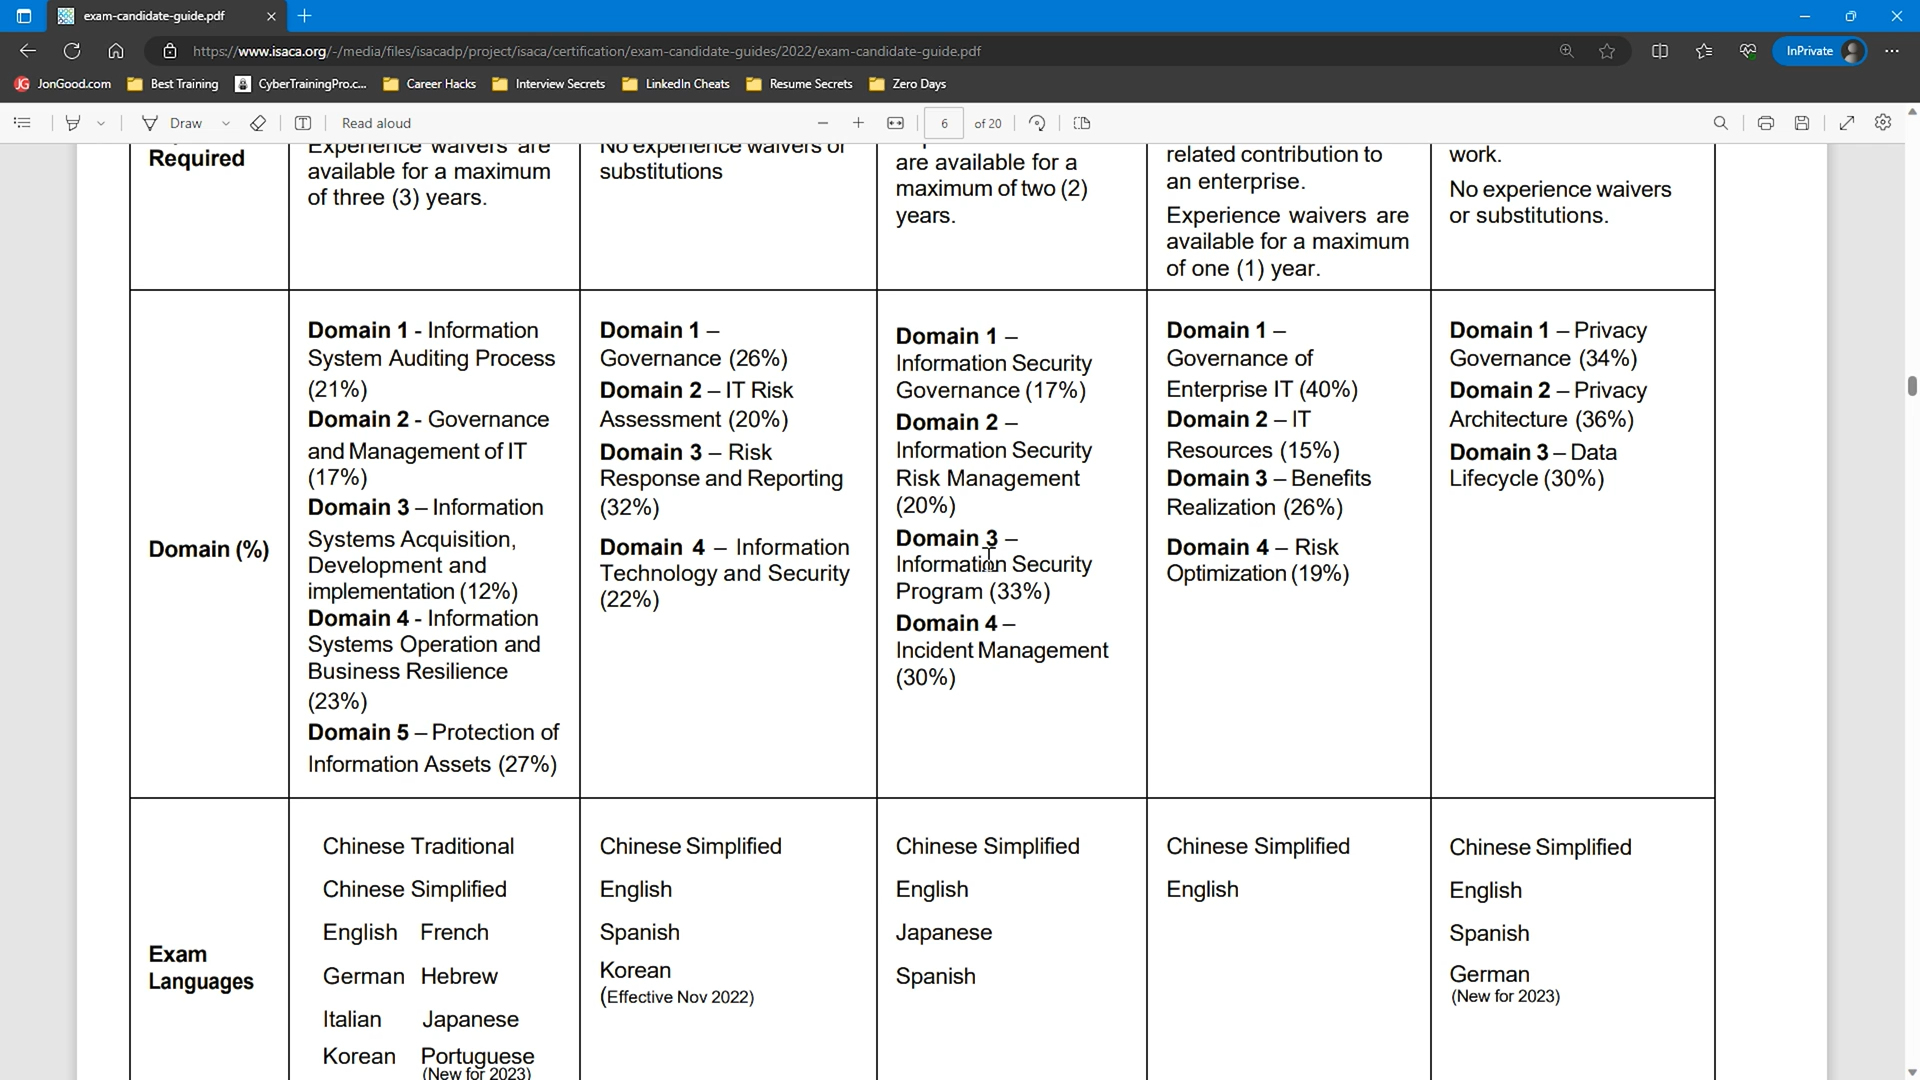 exam-candidate-guide.pdf
https://www.isaca.org/-/media/files/isacadp/project/isaca/certification/exam-candidate-guides/2022/exam-candidate-guide.pdf
InPrivate
JG JonGood.com
Best Training
CyberTrainingPro.c...
Career Hacks
Interview Secrets
LinkedIn Cheats
Resume Secrets
Zero Days
Draw
Read aloud
6 of 20
Required
Experience waivers are
available for a maximum
of three (3) years.
No experience waivers or
substitutions
are available for a
maximum of two (2)
years.
related contribution to
an enterprise.
Experience waivers are
available for a maximum
of one (1) year.
work.
No experience waivers
or substitutions.
Domain (%)
Domain 1 - Information
System Auditing Process
(21%)
Domain 2 - Governance
and Management of IT
(17%)
Domain 3 – Information
Systems Acquisition,
Development and
implementation (12%)
Domain 4 - Information
Systems Operation and
Business Resilience
(23%)
Domain 5 – Protection of
Information Assets (27%)
Domain 1 –
Governance (26%)
Domain 2 – IT Risk
Assessment (20%)
Domain 3 – Risk
Response and Reporting
(32%)
Domain 4 – Information
Technology and Security
(22%)
Domain 1 –
Information Security
Governance (17%)
Domain 2 –
Information Security
Risk Management
(20%)
Domain 3 –
Information Security
Program (33%)
Domain 4 –
Incident Management
(30%)
Domain 1 –
Governance of
Enterprise IT (40%)
Domain 2 – IT
Resources (15%)
Domain 3 – Benefits
Realization (26%)
Domain 4 – Risk
Optimization (19%)
Domain 1 – Privacy
Governance (34%)
Domain 2 – Privacy
Architecture (36%)
Domain 3 – Data
Lifecycle (30%)
Exam
Languages
Chinese Traditional
Chinese Simplified
English French
German Hebrew
Italian Japanese
Korean Portuguese
(New for 2023)
Chinese Simplified
English
Spanish
Korean
(Effective Nov 2022)
Chinese Simplified
English
Japanese
Spanish
Chinese Simplified
English
Chinese Simplified
English
Spanish
German
(New for 2023)